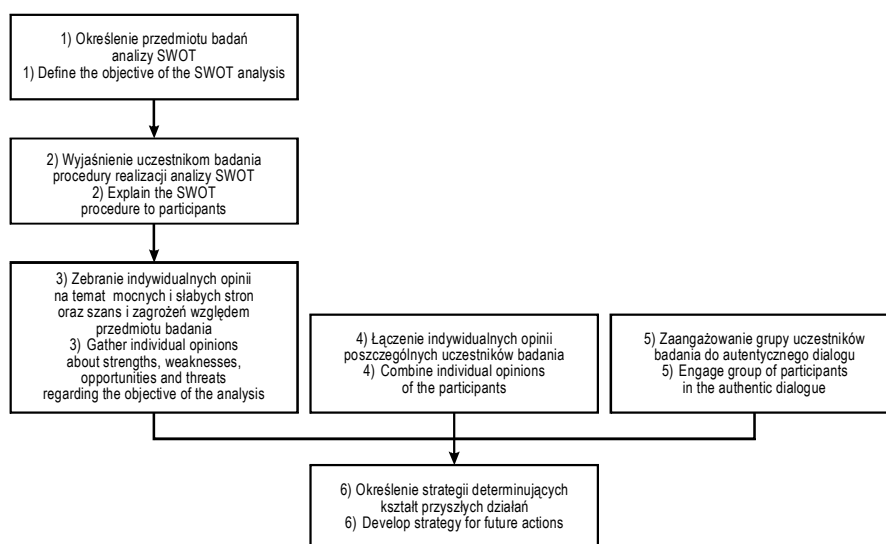 1) Określenie przedmiotu badań
analizy SWOT
1) Define the objective of the SWOT analysis
2) Wyjaśnienie uczestnikom badania
procedury realizacji analizy SWOT
2) Explain the SWOT
procedure to participants
3) Zebranie indywidualnych opinii
na temat mocnych i słabych stron
oraz szans i zagrożeń względem
przedmiotu badania
3) Gather individual opinions
about strengths, weaknesses,
opportunities and threats
regarding the objective of the analysis
4) Łączenie indywidualnych opinii
poszczególnych uczestników badania
4) Combine individual opinions
of the participants
5) Zaangażowanie grupy uczestników
badania do autentycznego dialogu
5) Engage group of participants
in the authentic dialogue
6) Określenie strategii determinujących
kształt przyszłych działań
6) Develop strategy for future actions